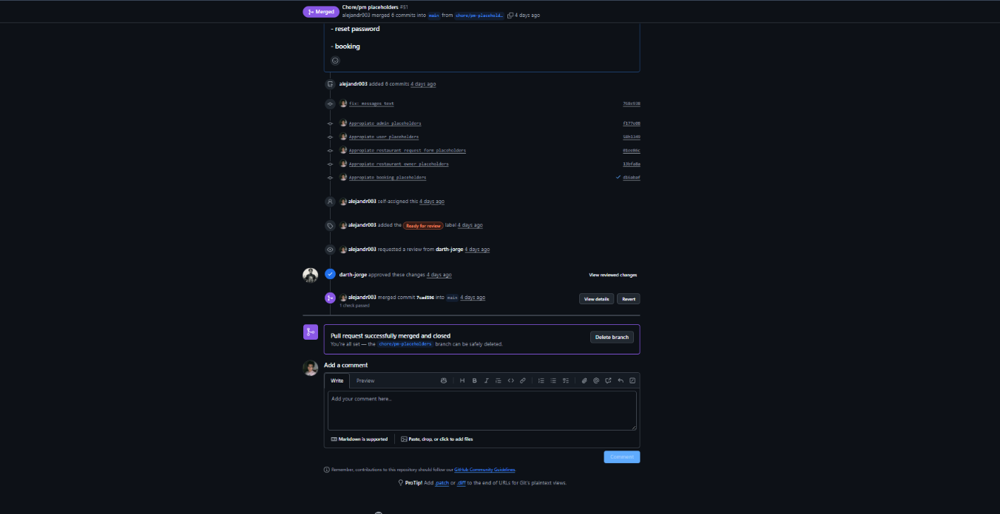 Merged
Chore/pm placeholders #51
alejandr003 merged 6 commits into main from chore/pm-placehold... 4 days ago
- reset password
- booking
alejandr003 added 6 commits 4 days ago
fix: messages text 768c938
Appropiate admin placeholders f177e08
Appropiate user placeholders 58b1349
Appropiate restaurant request form placeholders
Appropiate restaurant owner placeholders 13bfa8a
Appropiate booking placeholders d16abaf
alejandr003 self-assigned this 4 days ago
alejandr003 added the Ready for review label 4 days ago
alejandr003 requested a review from darth-jorge 4 days ago
darth-jorge approved these changes 4 days ago View reviewed changes
alejandr003 merged commit 7cad596 into main 4 days ago View details Revert
1 check passed
Pull request successfully merged and closed
You're all set — the chore/pm-placeholders branch can be safely deleted.
Delete branch
Add a comment
Write Preview
Add your comment here...
Markdown is supported Paste, drop, or click to add files
Comment
Remember, contributions to this repository should follow our GitHub Community Guidelines.
ProTip! Add .patch or .diff to the end of URLs for Git's plaintext views.